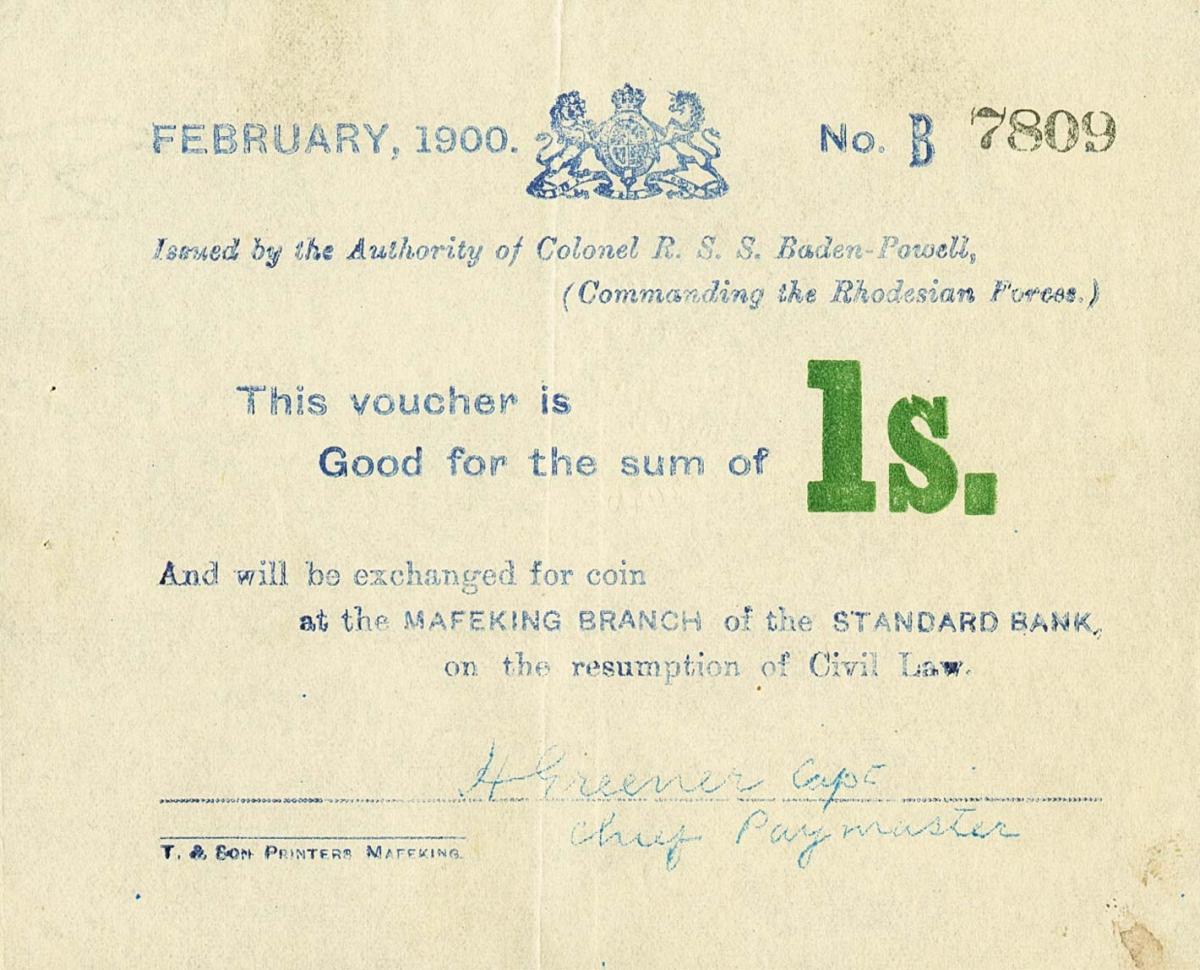 FEBRUARY, 1900. No. B 7809
Issued by the Authority of Colonel R. S. S. Baden-Powell,
(Commanding the Rhodesian Forces.)
This voucher is
Good for the sum of 1s.
And will be exchanged for coin
at the MAFEKING BRANCH of the STANDARD BANK,
on the resumption of Civil Law.
H Greener Capt
Chief Paymaster
T. & SON PRINTERS MAFEKING.